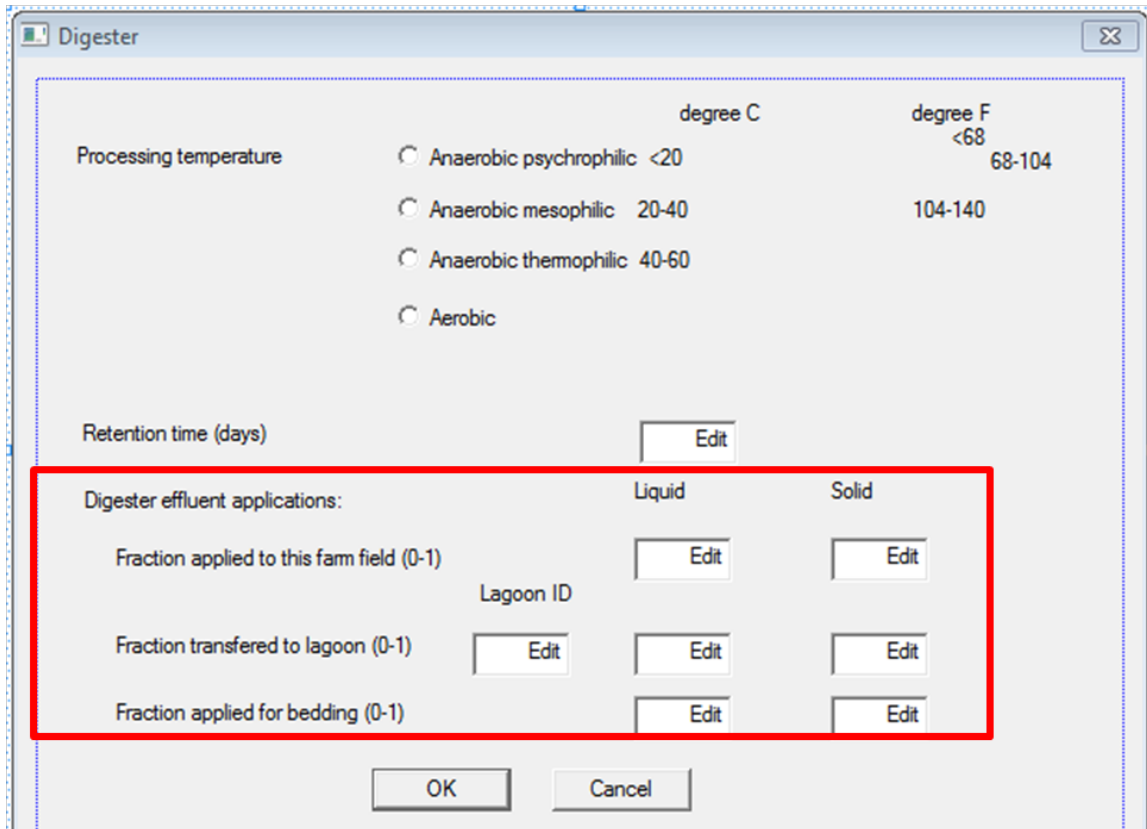 Digester
degree C degree F
<68
Processing temperature Anaerobic psychrophilic <20 68-104
Anaerobic mesophilic 20-40 104-140
Anaerobic thermophilic 40-60
Aerobic
Retention time (days) Edit
Digester effluent applications: Liquid Solid
Fraction applied to this farm field (0-1) Edit Edit
Lagoon ID
Fraction transfered to lagoon (0-1) Edit Edit Edit
Fraction applied for bedding (0-1) Edit Edit
OK Cancel